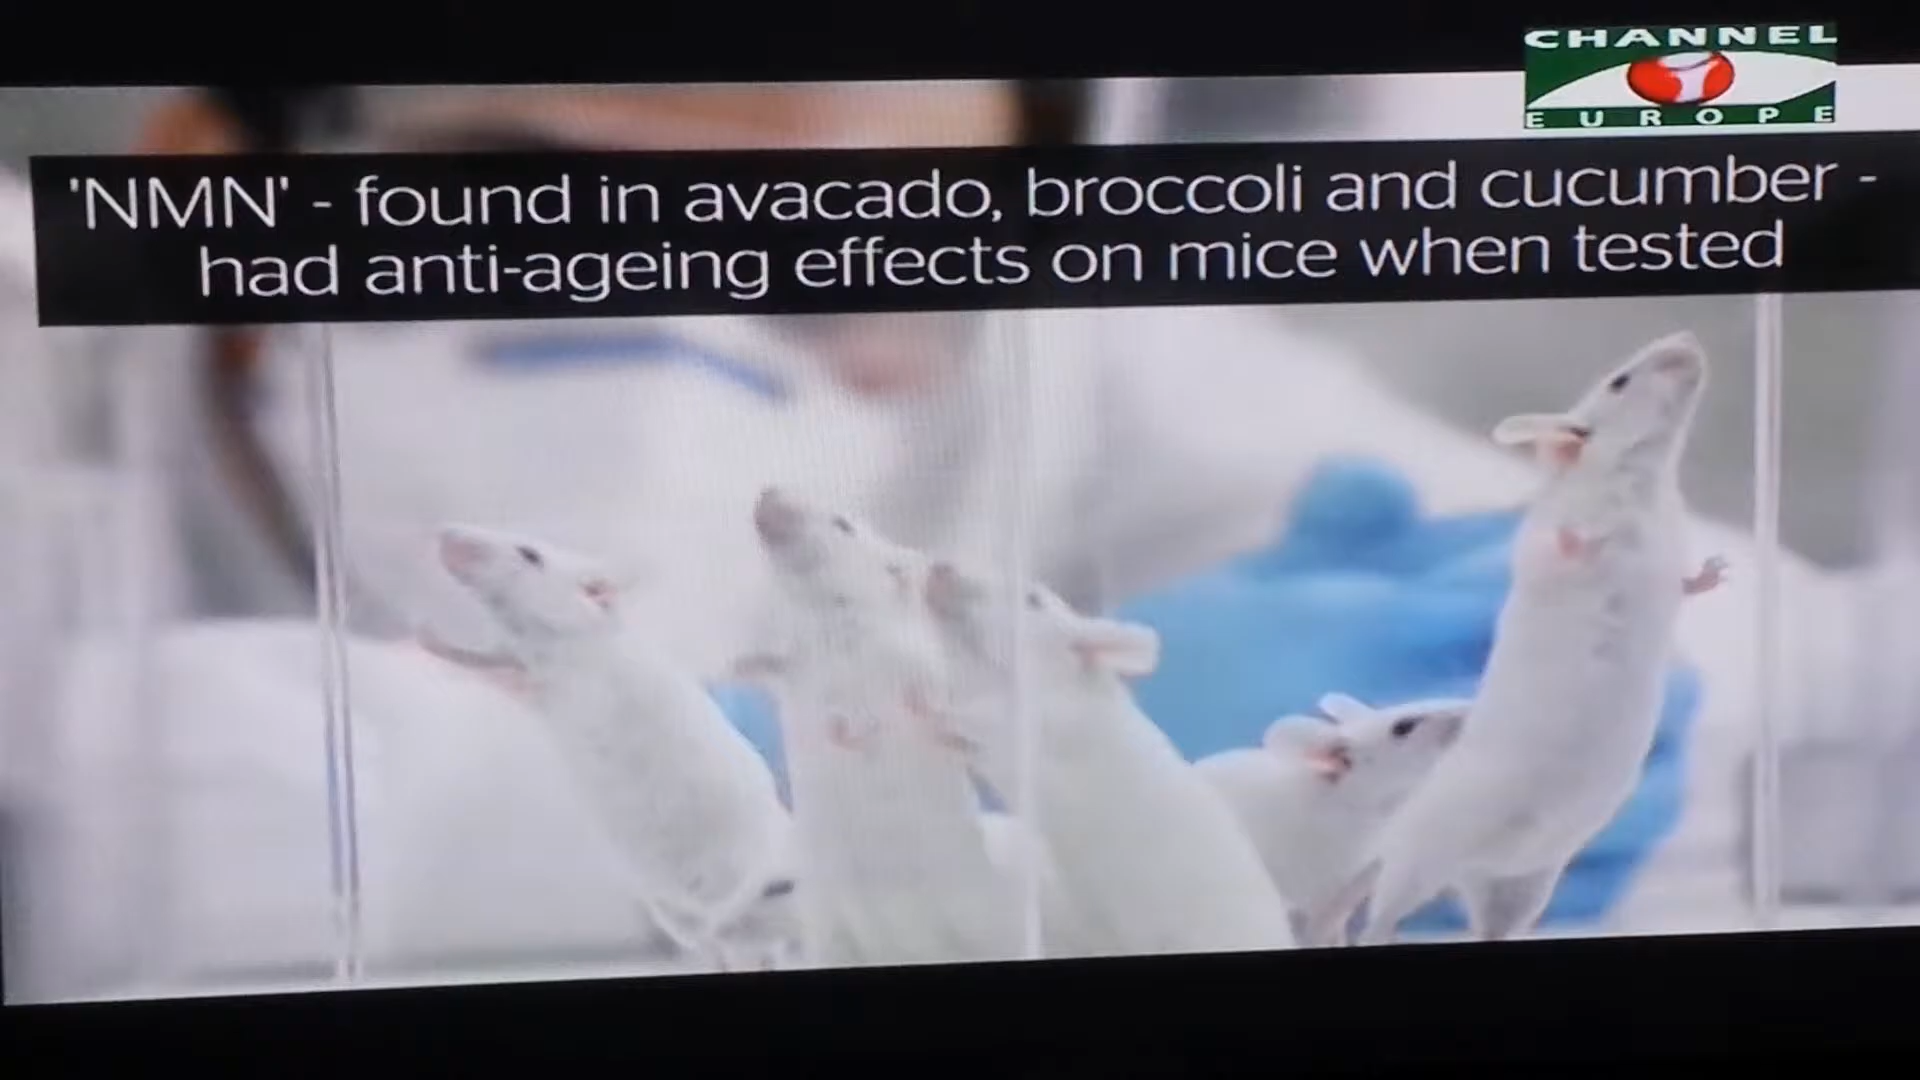 CHANNEL
I
EUROPE
'NMN' - found in avacado, broccoli and cucumber -
had anti-ageing effects on mice when tested